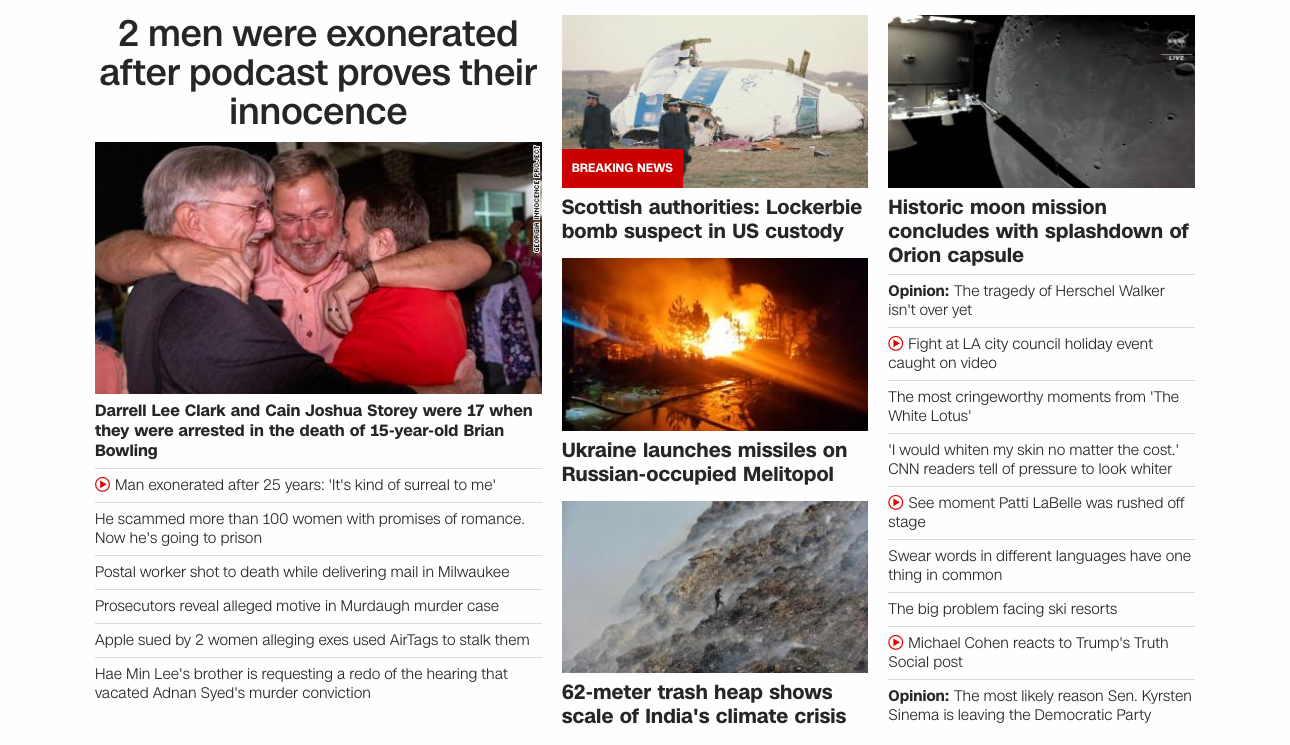 2 men were exonerated
after podcast proves their
innocence
GEORGIA INNOCENCE PROJECT
Darrell Lee Clark and Cain Joshua Storey were 17 when
they were arrested in the death of 15-year-old Brian
Bowling
Man exonerated after 25 years: 'It's kind of surreal to me'
He scammed more than 100 women with promises of romance.
Now he's going to prison
Postal worker shot to death while delivering mail in Milwaukee
Prosecutors reveal alleged motive in Murdaugh murder case
Apple sued by 2 women alleging exes used AirTags to stalk them
Hae Min Lee's brother is requesting a redo of the hearing that
vacated Adnan Syed's murder conviction
BREAKING NEWS
Scottish authorities: Lockerbie
bomb suspect in US custody
Ukraine launches missiles on
Russian-occupied Melitopol
62-meter trash heap shows
scale of India's climate crisis
NASA
LIVE
Historic moon mission
concludes with splashdown of
Orion capsule
Opinion: The tragedy of Herschel Walker
isn't over yet
Fight at LA city council holiday event
caught on video
The most cringeworthy moments from 'The
White Lotus'
'I would whiten my skin no matter the cost.'
CNN readers tell of pressure to look whiter
See moment Patti LaBelle was rushed off
stage
Swear words in different languages have one
thing in common
The big problem facing ski resorts
Michael Cohen reacts to Trump's Truth
Social post
Opinion: The most likely reason Sen. Kyrsten
Sinema is leaving the Democratic Party